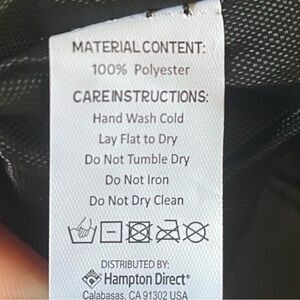 MATERIAL CONTENT:
100% Polyester
CARE INSTRUCTIONS:
Hand Wash Cold
Lay Flat to Dry
Do Not Tumble Dry
Do Not Iron
Do Not Dry Clean
DISTRIBUTED BY:
Hampton Direct®
Calabasas, CA 91302 USA